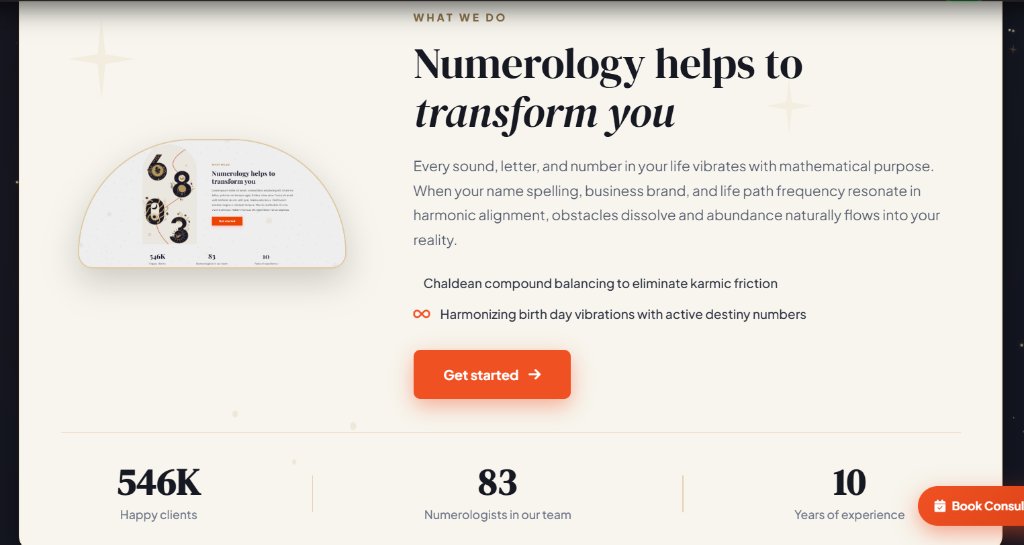 WHAT WE DO
Numerology helps to
transform you
Every sound, letter, and number in your life vibrates with mathematical purpose.
When your name spelling, business brand, and life path frequency resonate in
harmonic alignment, obstacles dissolve and abundance naturally flows into your
reality.
Chaldean compound balancing to eliminate karmic friction
Harmonizing birth day vibrations with active destiny numbers
Get started
6
8
0
3
Numerology helps to
transform you
546K
83
10
546K
Happy clients
83
Numerologists in our team
10
Years of experience
Book Consul